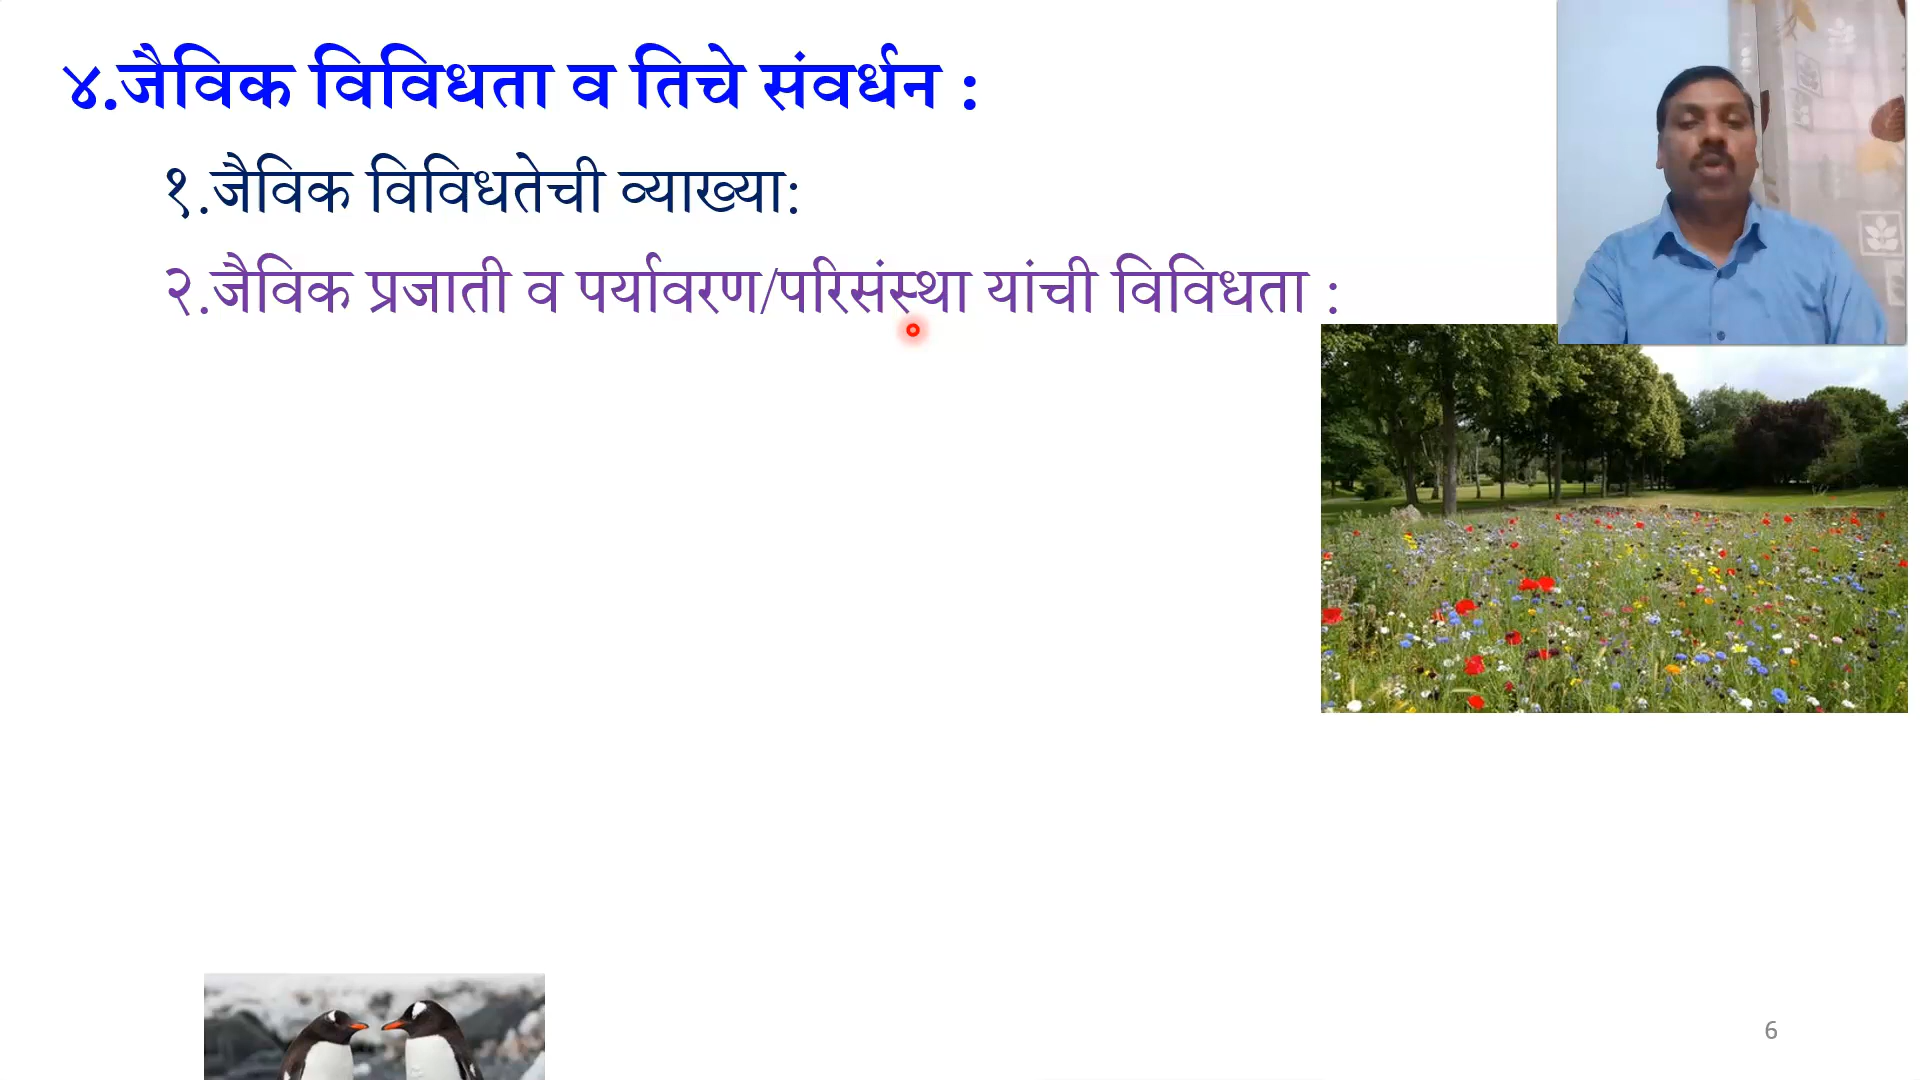 ४.जैविक विविधता व तिचे संवर्धन :
१.जैविक विविधतेची व्याख्या:
२.जैविक प्रजाती व पर्यावरण/परिसंस्था यांची विविधता :
6